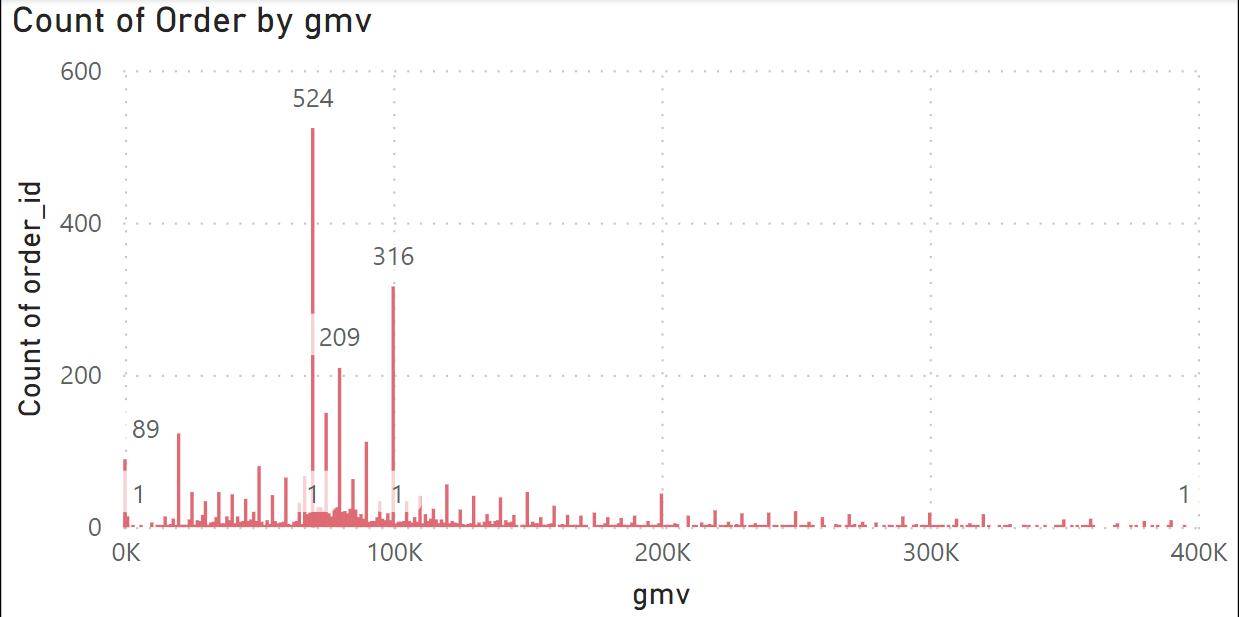 Count of Order by gmv
Count of order_id
600
400
200
0
524
316
209
89
1
1
1
1
0K
100K
200K
300K
400K
gmv